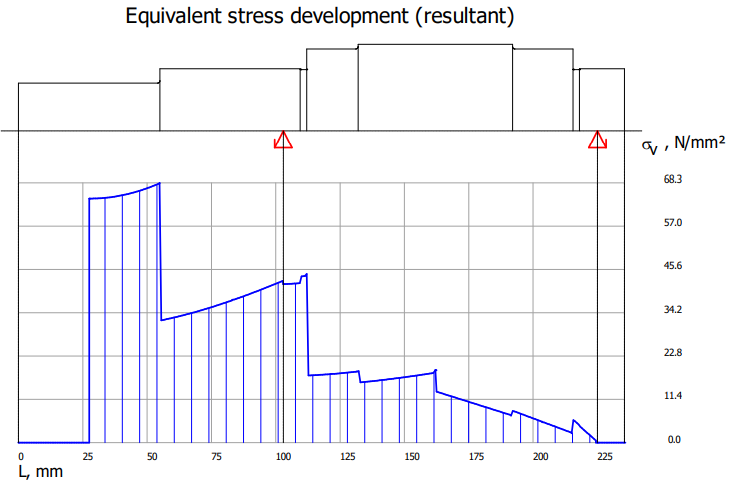 Equivalent stress development (resultant)
σv , N/mm²
68.3
57.0
45.6
34.2
22.8
11.4
0.0
0 25 50 75 100 125 150 175 200 225
L, mm